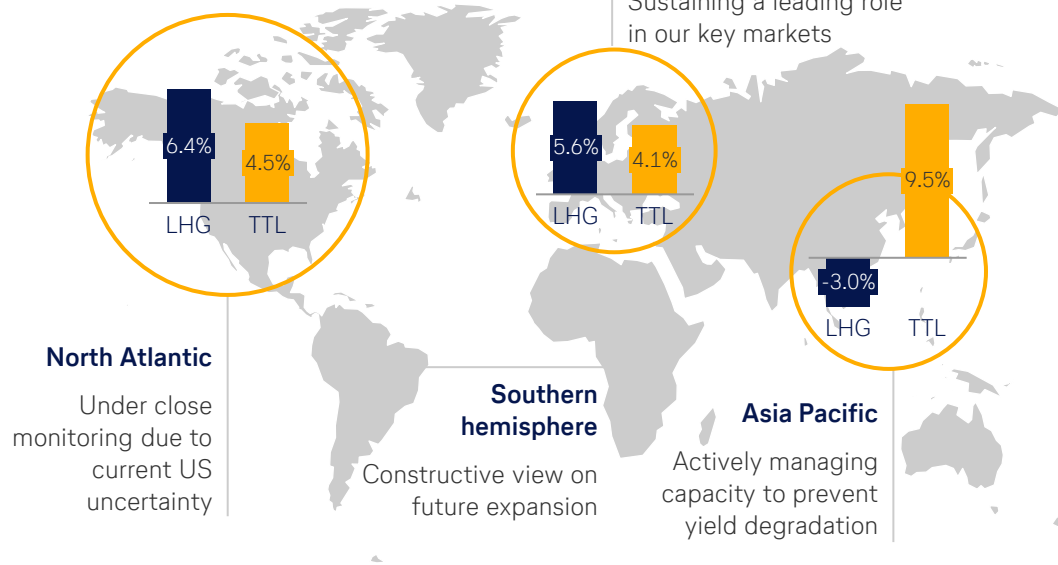 Sustaining a leading role
in our key markets
6.4%
4.5%
LHG
TTL
5.6%
4.1%
LHG
TTL
9.5%
-3.0%
LHG
TTL
North Atlantic
Under close
monitoring due to
current US
uncertainty
Southern
hemisphere
Constructive view on
future expansion
Asia Pacific
Actively managing
capacity to prevent
yield degradation